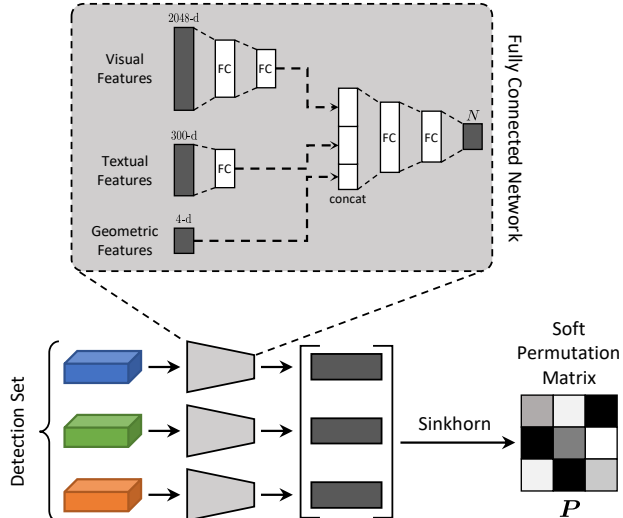 2048-d
Visual
Features
FC
FC
300-d
Textual
Features
FC
4-d
Geometric
Features
concat
FC
FC
N
Fully Connected Network
Detection Set
Sinkhorn
Soft
Permutation
Matrix
P